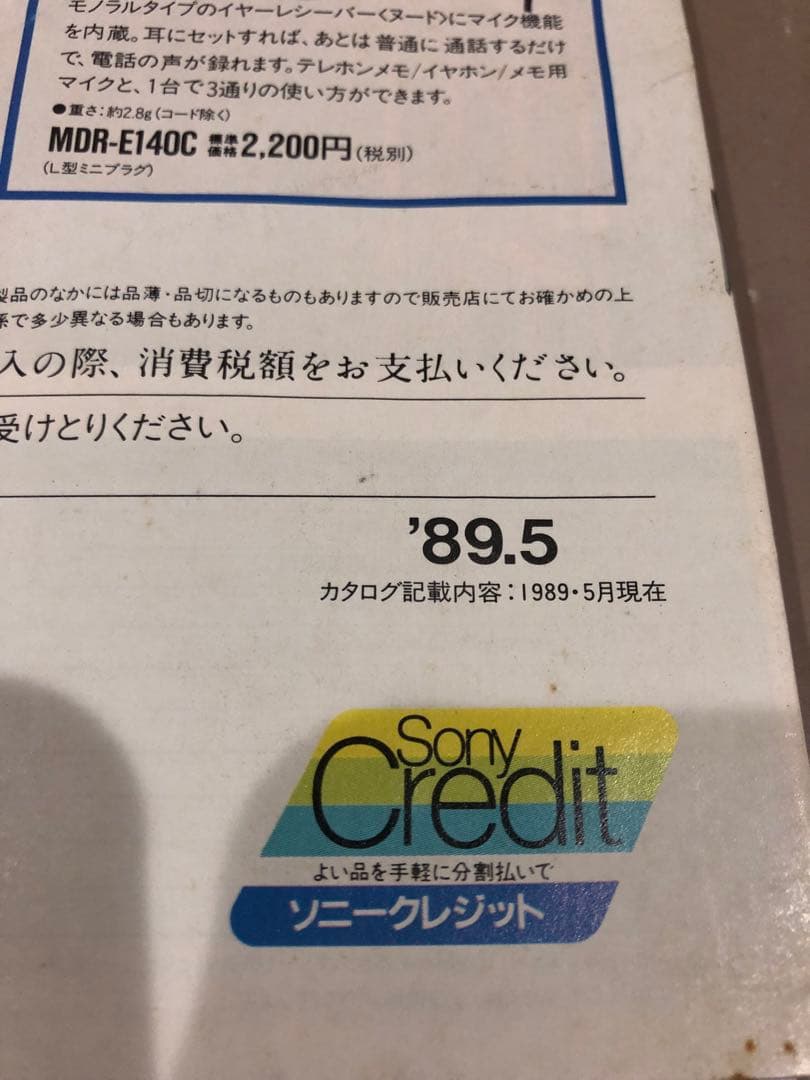 モノラルタイプのイヤーレシーバー〈ヌード〉にマイク機能
を内蔵。耳にセットすれば、あとは普通に通話するだけ
で、電話の声が録れます。テレホンメモ/イヤホン/メモ用
マイクと、1台で3通りの使い方ができます。
●重さ:約2.8g(コード除く)
MDR-E140C 標準価格2,200円(税別)
(L型ミニプラグ)
製品のなかには品薄・品切になるものもありますので販売店にてお確かめの上
係で多少異なる場合もあります。
入の際、消費税額をお支払いください。
受けとりください。
'89.5
カタログ記載内容:1989・5月現在
Sony
Credit
よい品を手軽に分割払いで
ソニークレジット